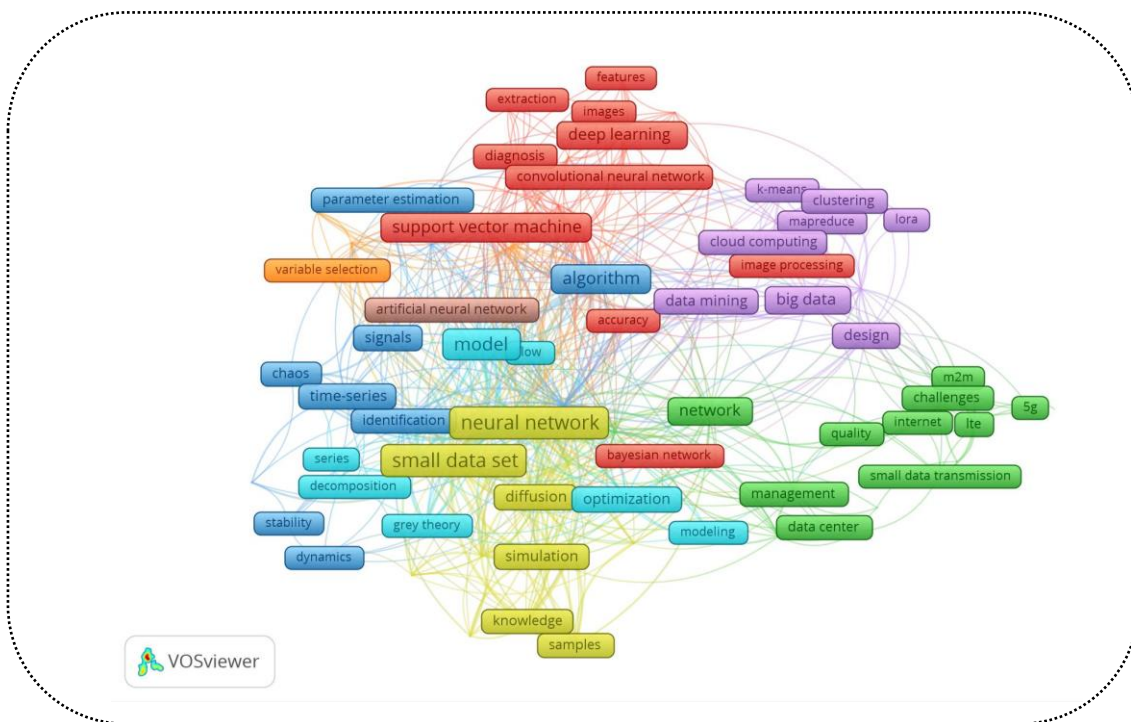 features
extraction
images
deep learning
diagnosis
convolutional neural network
parameter estimation
k-means
clustering
mapreduce
lora
support vector machine
cloud computing
variable selection
image processing
algorithm
artificial neural network
data mining
big data
accuracy
signals
model
low
design
chaos
time-series
m2m
challenges
5g
identification
neural network
network
internet
lte
quality
series
small data set
bayesian network
decomposition
small data transmission
diffusion
optimization
management
stability
grey theory
modeling
data center
dynamics
simulation
knowledge
samples
VOSviewer